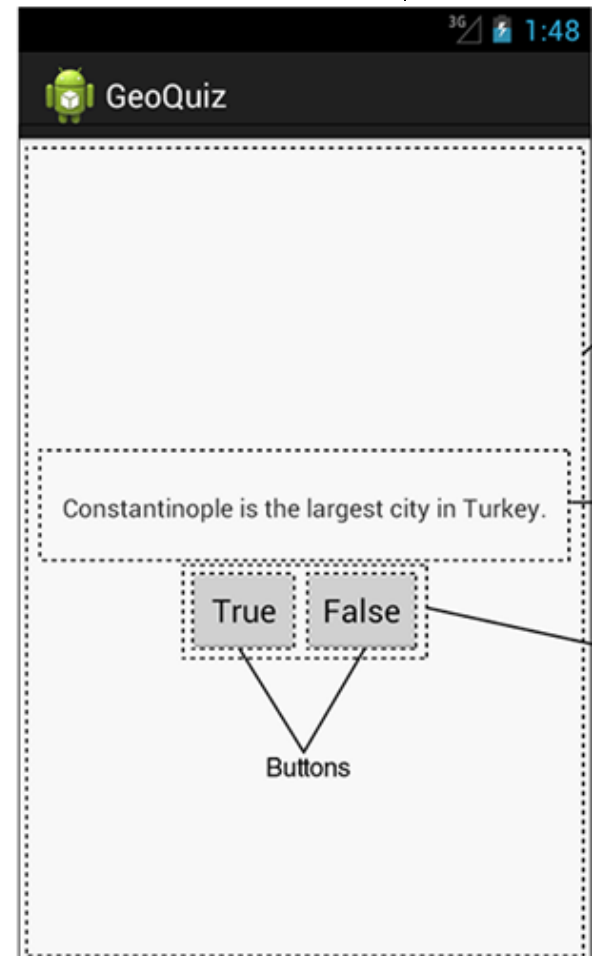 3G 1:48
GeoQuiz
Constantinople is the largest city in Turkey.
True False
Buttons